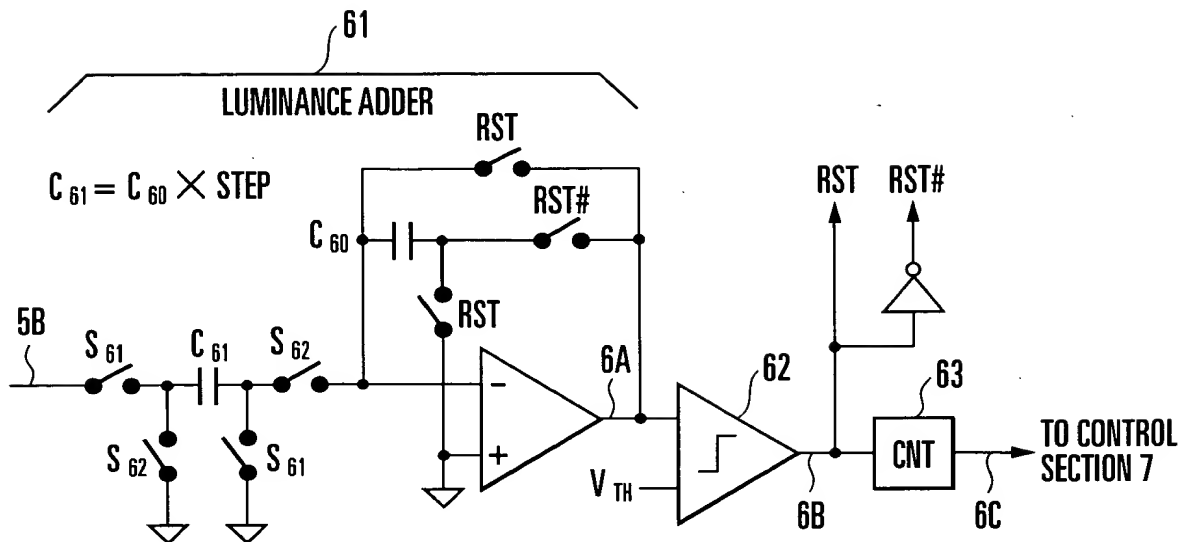 61
LUMINANCE ADDER
RST
C61 = C60 × STEP
RST#
C60
RST
RST
RST#
5B
S61
C61
S62
S62
S61
−
+
6A
62
VTH
6B
63
CNT
6C
TO CONTROL
SECTION 7